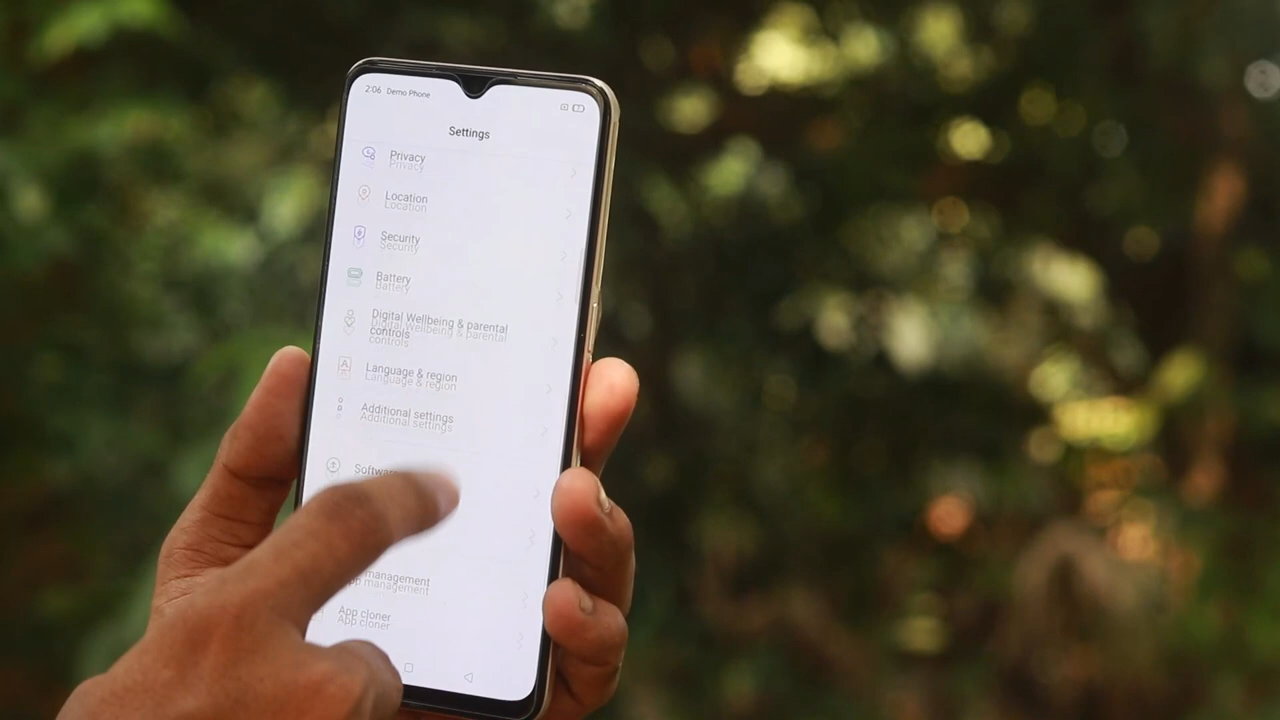 2:06 Demo Phone
Settings
Privacy
Location
Security
Battery
Digital Wellbeing & parental
controls
Language & region
Additional settings
management
App cloner